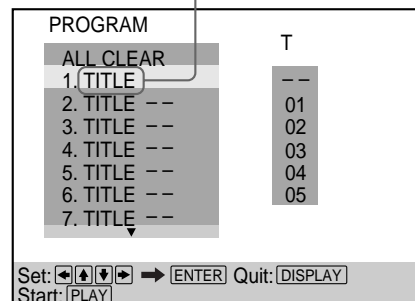 PROGRAM
T
ALL CLEAR
1. TITLE
– –
2. TITLE – –
01
3. TITLE – –
02
4. TITLE – –
03
5. TITLE – –
04
6. TITLE – –
05
7. TITLE – –
Set: ENTER Quit: DISPLAY
Start: PLAY